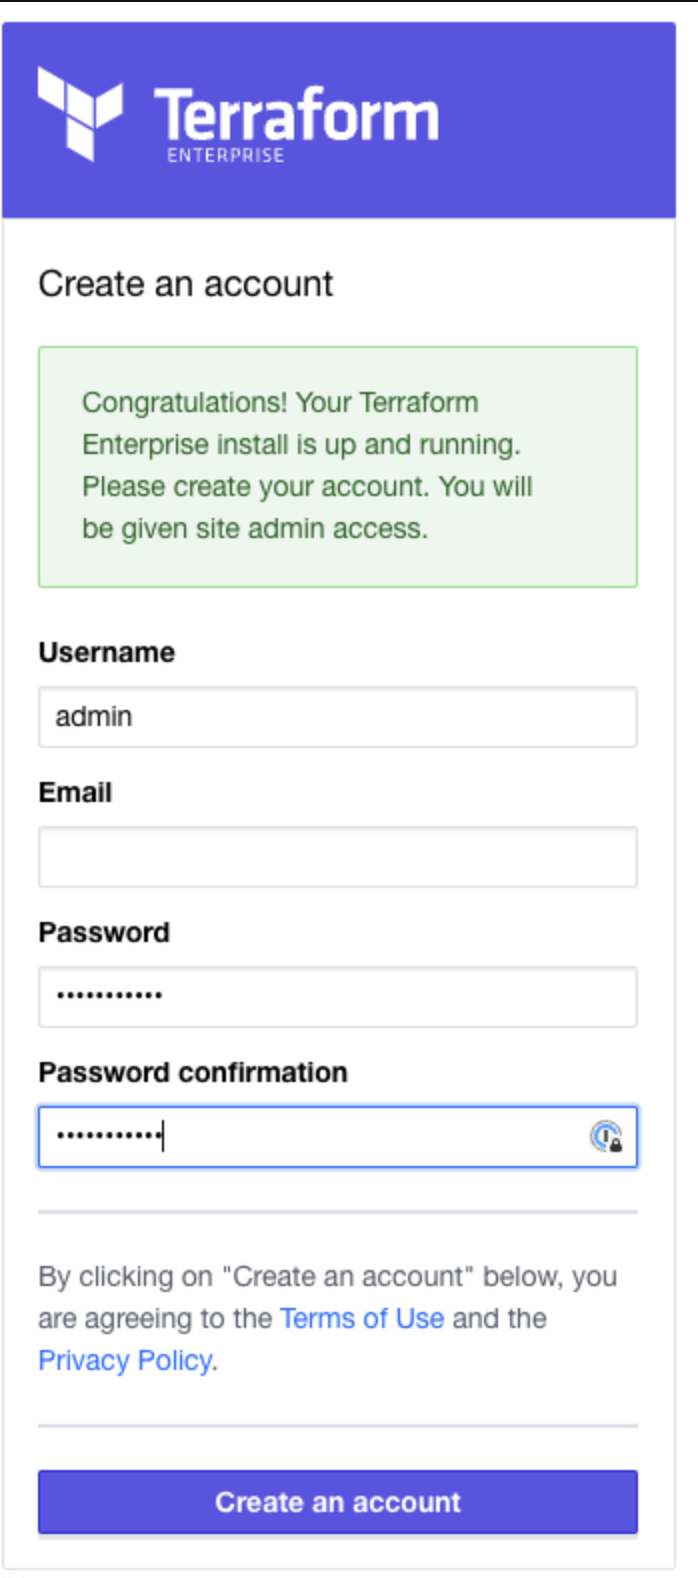 Terraform
ENTERPRISE
Create an account
Congratulations! Your Terraform
Enterprise install is up and running.
Please create your account. You will
be given site admin access.
Username
admin
Email
Password
•••••••••••
Password confirmation
•••••••••••
By clicking on "Create an account" below, you
are agreeing to the Terms of Use and the
Privacy Policy.
Create an account